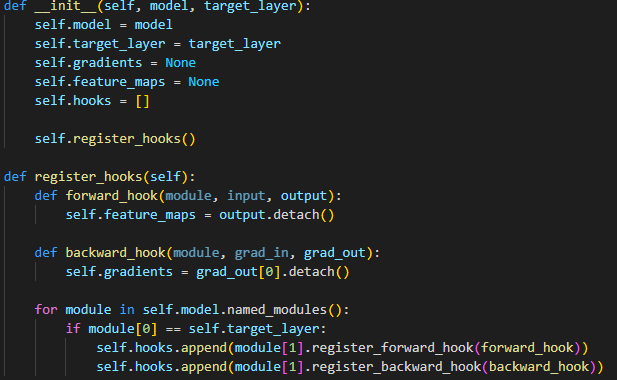 def __init__(self, model, target_layer):
    self.model = model
    self.target_layer = target_layer
    self.gradients = None
    self.feature_maps = None
    self.hooks = []

    self.register_hooks()

def register_hooks(self):
    def forward_hook(module, input, output):
        self.feature_maps = output.detach()

    def backward_hook(module, grad_in, grad_out):
        self.gradients = grad_out[0].detach()

    for module in self.model.named_modules():
        if module[0] == self.target_layer:
            self.hooks.append(module[1].register_forward_hook(forward_hook))
            self.hooks.append(module[1].register_backward_hook(backward_hook))